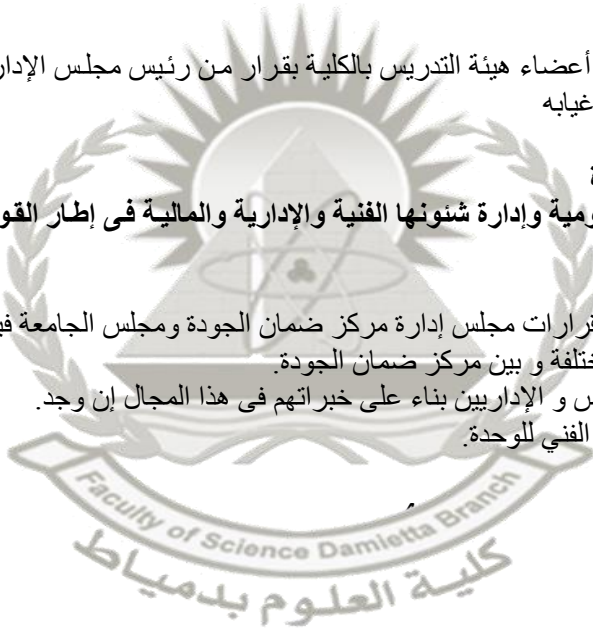 أعضاء هيئة التدريس بالكلية بقرار من رئيس مجلس الإدار
غيابه
ة
ومية وإدارة شئونها الفنية والإدارية والمالية فى إطار القو
قرارات مجلس إدارة مركز ضمان الجودة ومجلس الجامعة في
ختلفة و بين مركز ضمان الجودة.
س و الإداريين بناء على خبراتهم فى هذا المجال إن وجد.
الفني للوحدة.
Faculty of Science Damietta Branch
كلية العلوم بدمياط